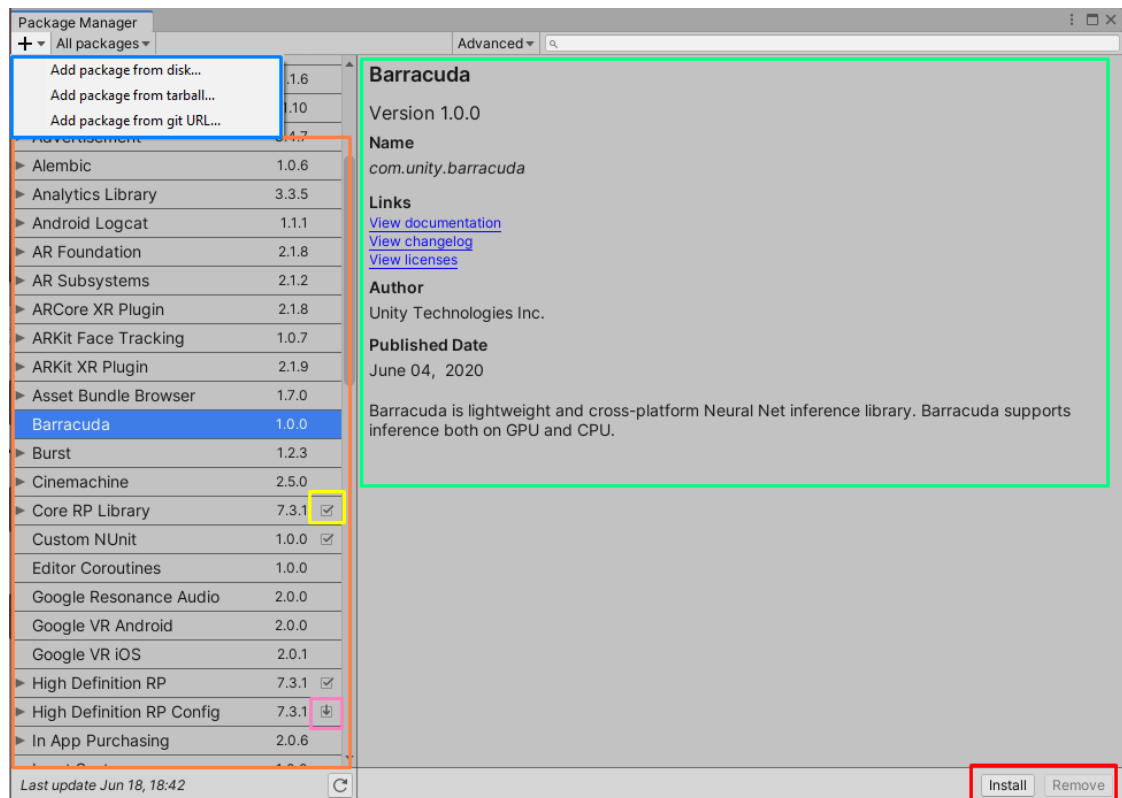 Package Manager
+ All packages Advanced
Add package from disk...
Add package from tarball...
Add package from git URL...
.1.6
1.10
Advertisement 3.4.7
Alembic 1.0.6
Analytics Library 3.3.5
Android Logcat 1.1.1
AR Foundation 2.1.8
AR Subsystems 2.1.2
ARCore XR Plugin 2.1.8
ARKit Face Tracking 1.0.7
ARKit XR Plugin 2.1.9
Asset Bundle Browser 1.7.0
Barracuda 1.0.0
Burst 1.2.3
Cinemachine 2.5.0
Core RP Library 7.3.1
Custom NUnit 1.0.0
Editor Coroutines 1.0.0
Google Resonance Audio 2.0.0
Google VR Android 2.0.0
Google VR iOS 2.0.1
High Definition RP 7.3.1
High Definition RP Config 7.3.1
In App Purchasing 2.0.6
Last update Jun 18, 18:42
Barracuda
Version 1.0.0
Name
com.unity.barracuda
Links
View documentation
View changelog
View licenses
Author
Unity Technologies Inc.
Published Date
June 04, 2020
Barracuda is lightweight and cross-platform Neural Net inference library. Barracuda supports
inference both on GPU and CPU.
Install Remove